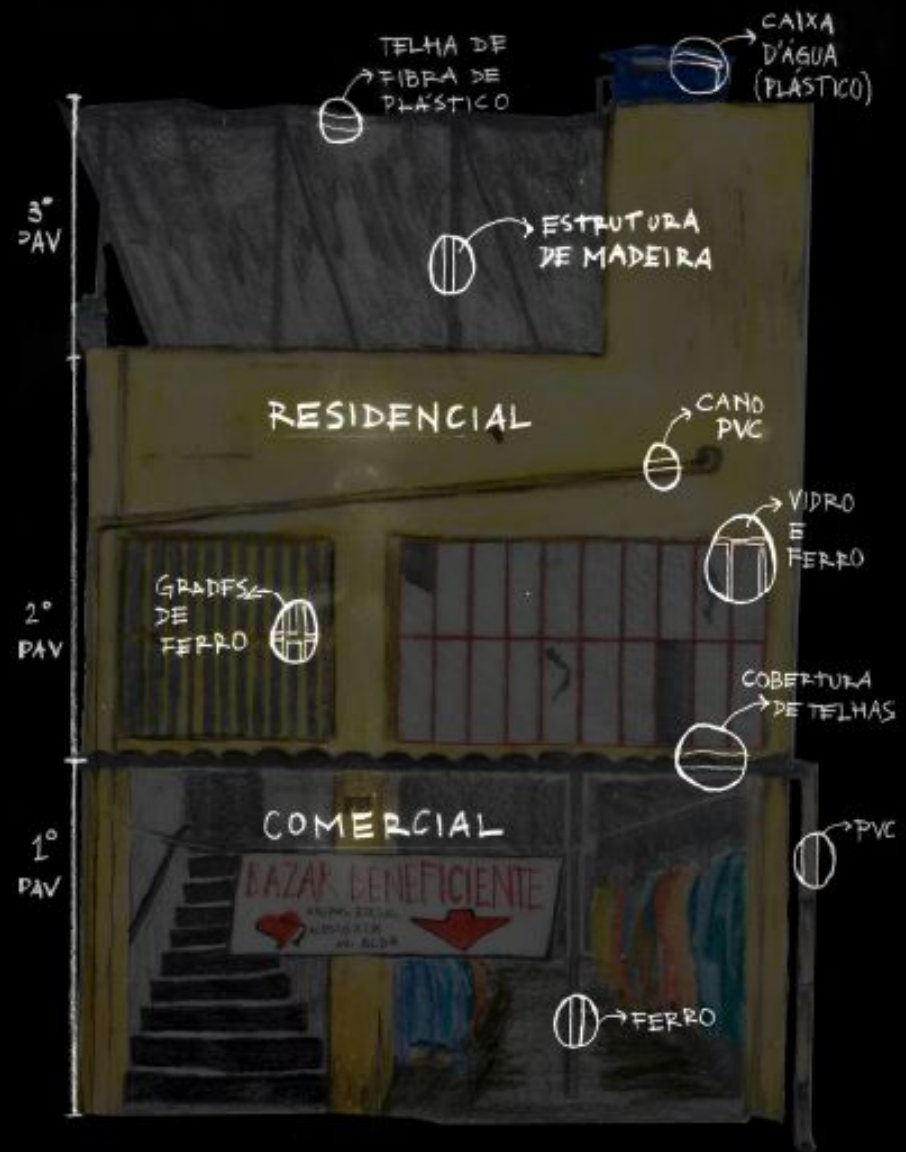 CAIXA
D'ÁGUA
(PLÁSTICO)
TELHA DE
FIBRA DE
PLÁSTICO
3°
PAV
ESTRUTURA
DE MADEIRA
RESIDENCIAL
CANO
PVC
VIDRO
E
FERRO
GRADES
DE
FERRO
2°
PAV
COBERTURA
DE TELHAS
COMERCIAL
1°
PAV
PVC
BAZAR BENEFICIENTE
FERRO